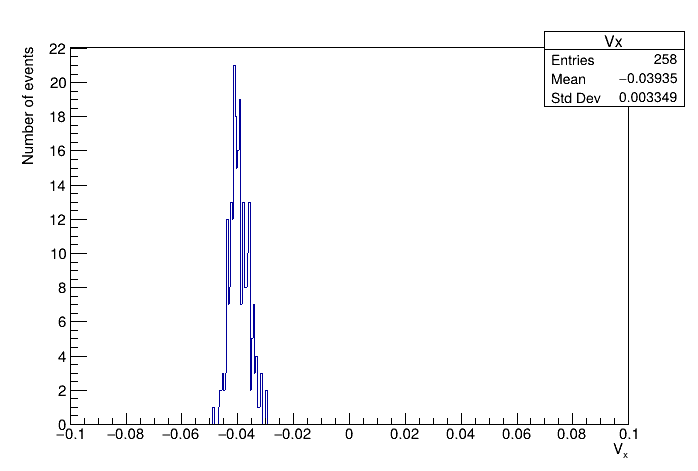 Vx
Entries 258
Mean −0.03935
Std Dev 0.003349
Number of events
22
20
18
16
14
12
10
8
6
4
2
0
−0.1 −0.08 −0.06 −0.04 −0.02 0 0.02 0.04 0.06 0.08 0.1
Vx